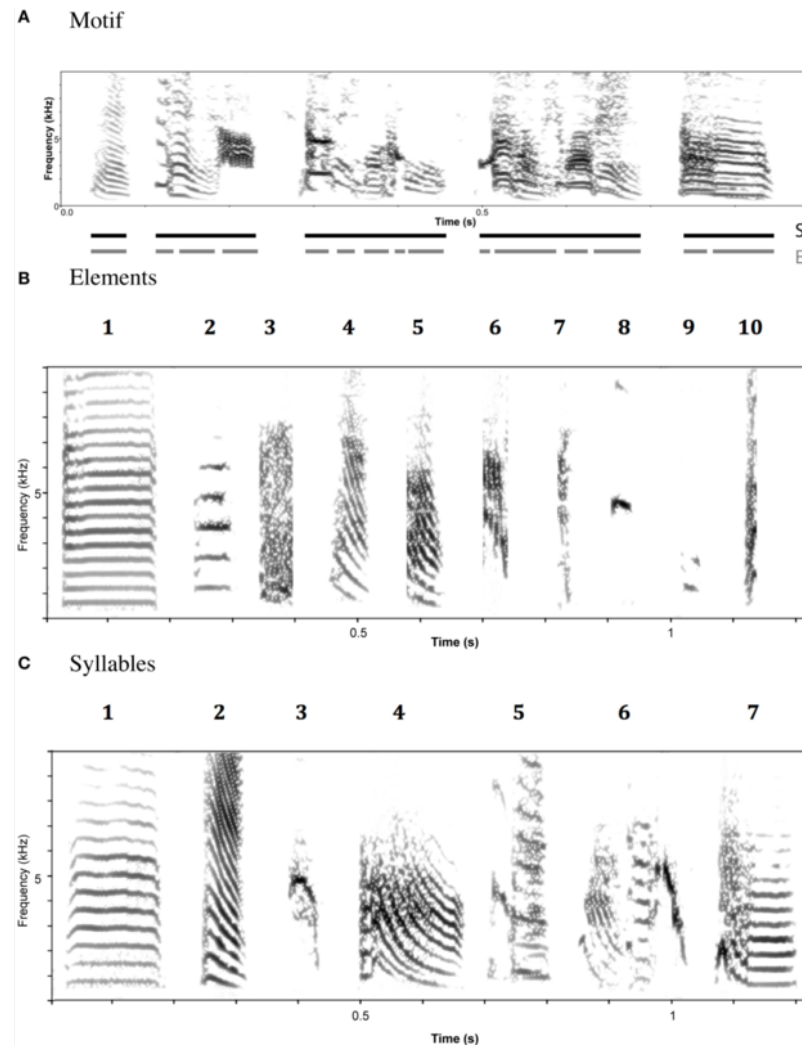 A Motif
Frequency (kHz)
5
0
0.0 0.5
Time (s)
S
E
B Elements
1 2 3 4 5 6 7 8 9 10
Frequency (kHz)
5
0.5 1
Time (s)
C Syllables
1 2 3 4 5 6 7
Frequency (kHz)
5
0.5 1
Time (s)